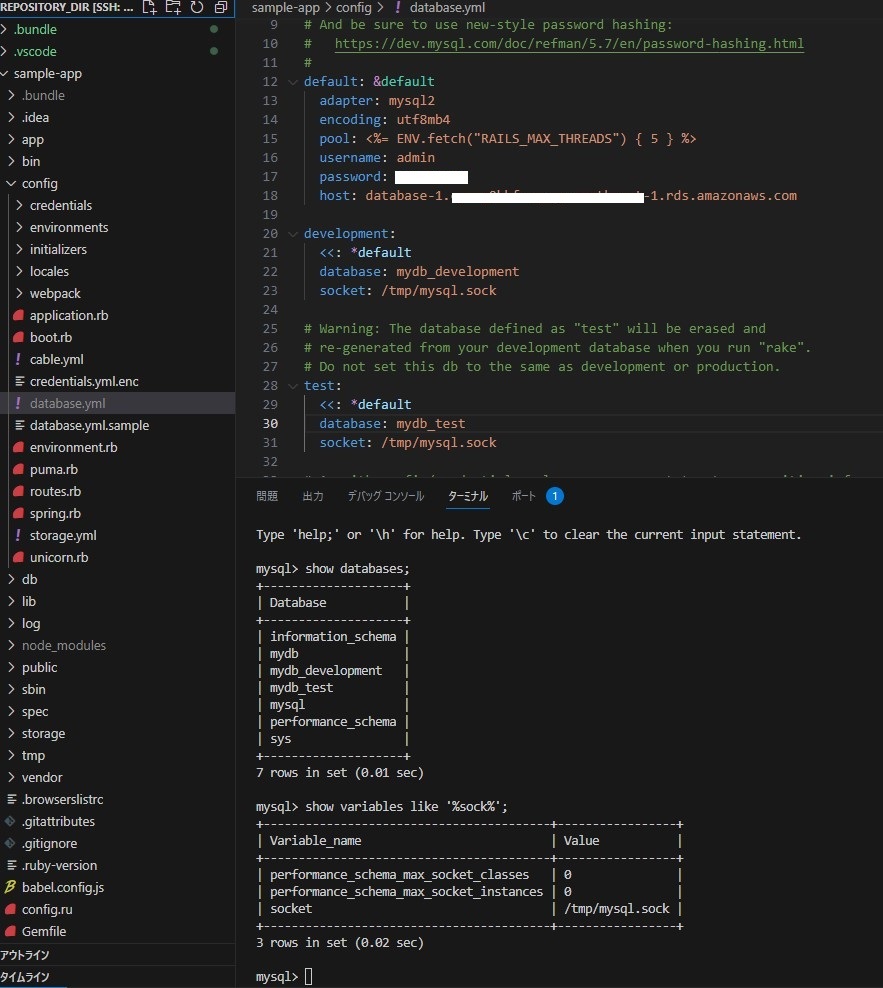 REPOSITORY_DIR [SSH: ...
.bundle
.vscode
sample-app
.bundle
.idea
app
bin
config
credentials
environments
initializers
locales
webpack
application.rb
boot.rb
cable.yml
credentials.yml.enc
database.yml
database.yml.sample
environment.rb
puma.rb
routes.rb
spring.rb
storage.yml
unicorn.rb
db
lib
log
node_modules
public
sbin
spec
storage
tmp
vendor
.browserslistrc
.gitattributes
.gitignore
.ruby-version
babel.config.js
config.ru
Gemfile
アウトライン
タイムライン
sample-app > config > ! database.yml
9 # And be sure to use new-style password hashing:
10 #   https://dev.mysql.com/doc/refman/5.7/en/password-hashing.html
11 #
12 default: &default
13   adapter: mysql2
14   encoding: utf8mb4
15   pool: <%= ENV.fetch("RAILS_MAX_THREADS") { 5 } %>
16   username: admin
17   password:
18   host: database-1. -1.rds.amazonaws.com
19
20 development:
21   <<: *default
22   database: mydb_development
23   socket: /tmp/mysql.sock
24
25 # Warning: The database defined as "test" will be erased and
26 # re-generated from your development database when you run "rake".
27 # Do not set this db to the same as development or production.
28 test:
29   <<: *default
30   database: mydb_test
31   socket: /tmp/mysql.sock
32
問題 出力 デバッグ コンソール ターミナル ポート 1
Type 'help;' or '\h' for help. Type '\c' to clear the current input statement.
mysql> show databases;
+--------------------+
| Database           |
+--------------------+
| information_schema |
| mydb               |
| mydb_development   |
| mydb_test          |
| mysql              |
| performance_schema |
| sys                |
+--------------------+
7 rows in set (0.01 sec)
mysql> show variables like '%sock%';
+-----------------------------------------+-----------------+
| Variable_name                           | Value           |
+-----------------------------------------+-----------------+
| performance_schema_max_socket_classes   | 0               |
| performance_schema_max_socket_instances | 0               |
| socket                                  | /tmp/mysql.sock |
+-----------------------------------------+-----------------+
3 rows in set (0.02 sec)
mysql>